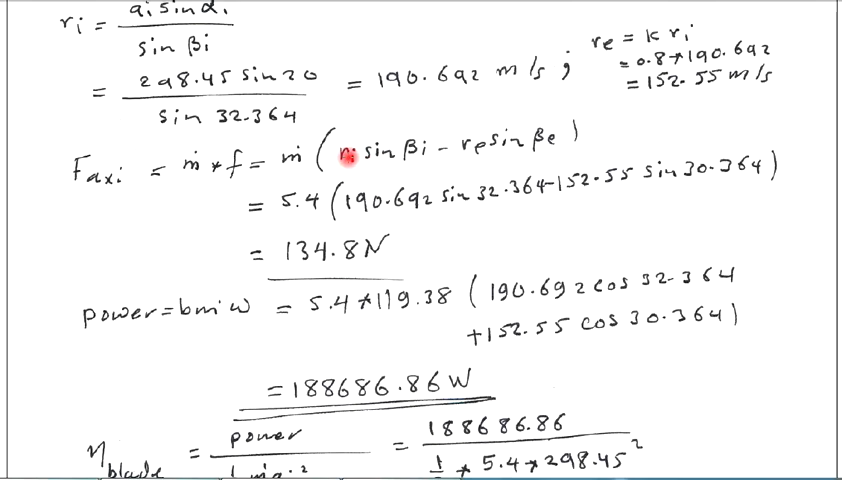 ri = ai sin αi / sin βi
= 298.45 sin 20 / sin 32.364 = 190.692 m/s ; re = k ri
= 0.8 * 190.692
= 152.55 m/s
Faxi = ṁ * f = ṁ ( ri sin βi - re sin βe )
= 5.4 (190.692 sin 32.364-152.55 sin 30.364)
= 134.8N
power = bṁw = 5.4 * 119.38 ( 190.692 cos 32.364
+152.55 cos 30.364)
= 188686.86 W
η blade = power / = 188686.86 / 1 * 5.4 * 298.45²